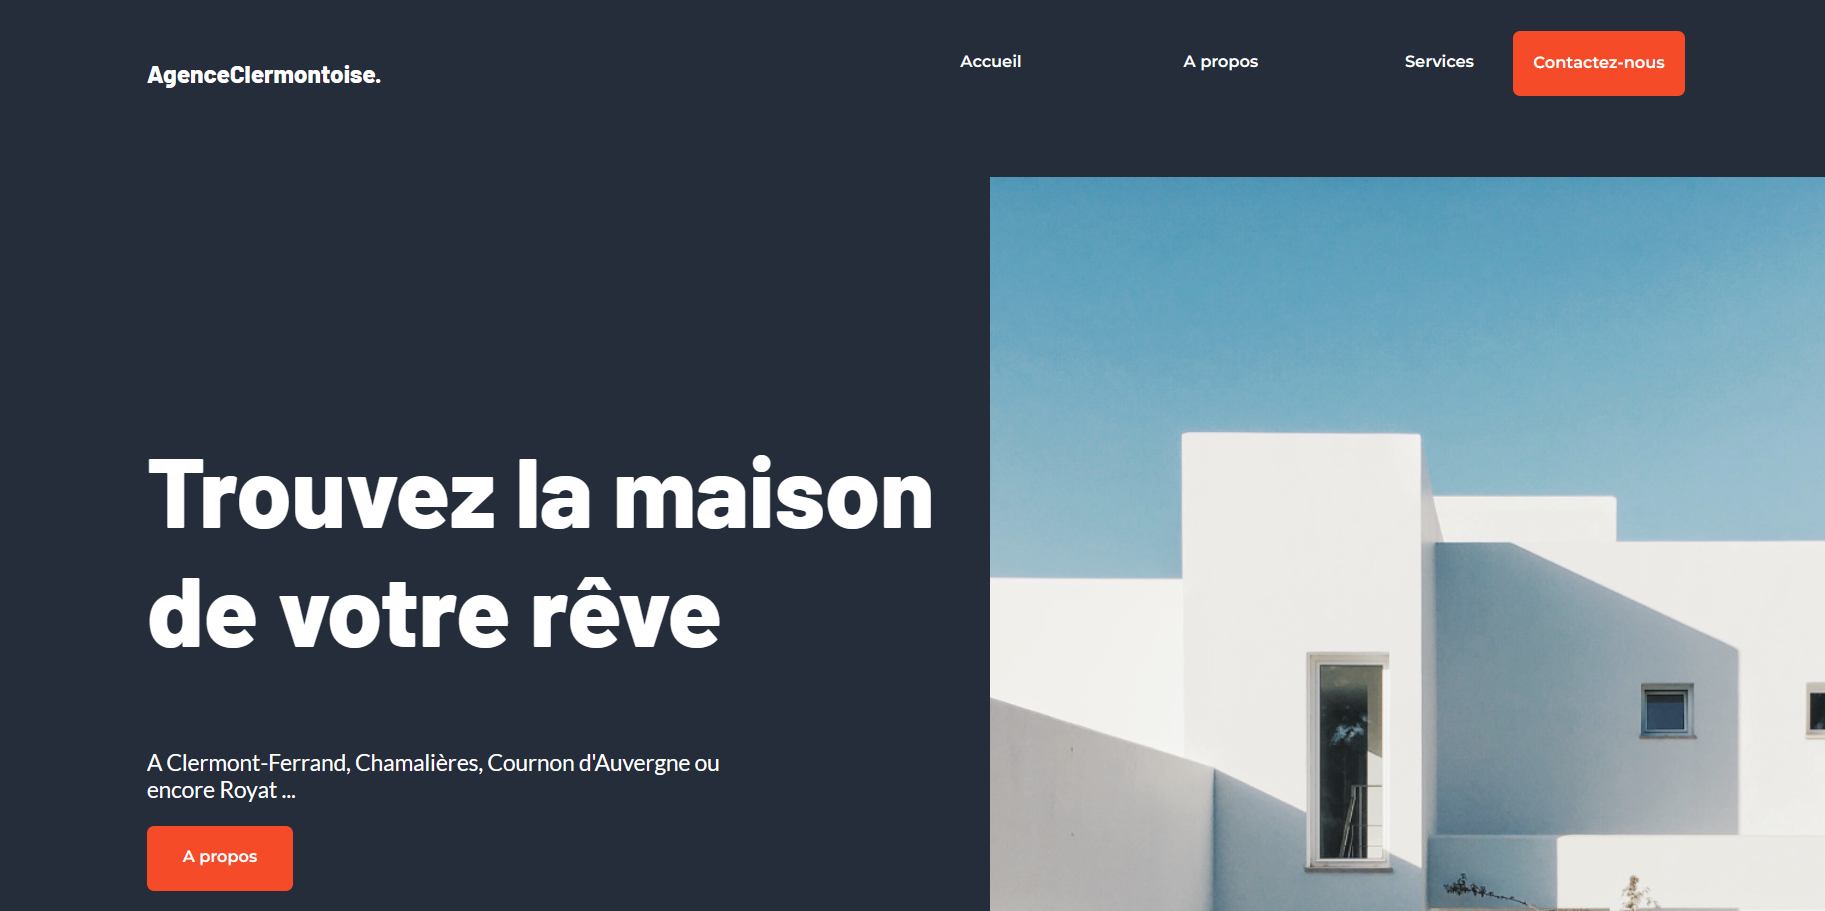 AgenceClermontoise.
Accueil
A propos
Services
Contactez-nous
Trouvez la maison
de votre rêve
A Clermont-Ferrand, Chamalières, Cournon d'Auvergne ou
encore Royat ...
A propos